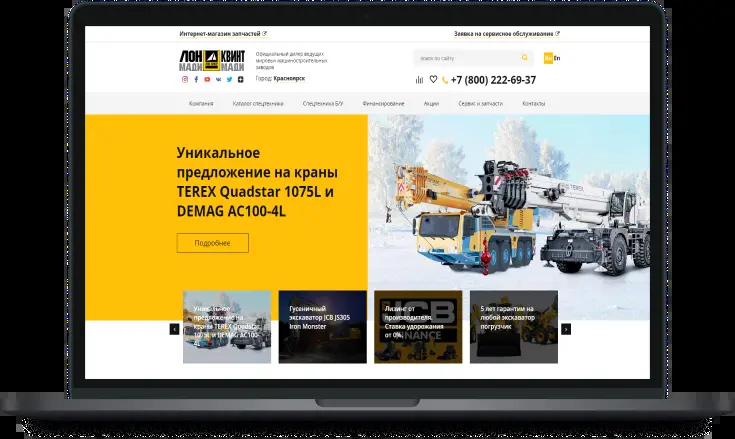 Интернет-магазин запчастей
Заявка на сервисное обслуживание
ЛОН КВИНТ
МАДИ МАДИ
Официальный дилер ведущих
мировых машиностроительных
заводов
Город: Красноярск
поиск по сайту
Ru En
+7 (800) 222-69-37
Компания
Каталог спецтехники
Спецтехника Б/У
Финансирование
Акции
Сервис и запчасти
Контакты
Уникальное
предложение на краны
TEREX Quadstar 1075L и
DEMAG AC100-4L
Подробнее
TEREX
Уникальное
предложение на
краны TEREX Quadstar
1075L и DEMAG AC100-
Гусеничный
экскаватор JCB JS305
Iron Monster
Лизинг от
производителя.
Ставка удорожания
от 0%.
JCB
FINANCE
5 лет гарантии на
любой экскаватор
погрузчик